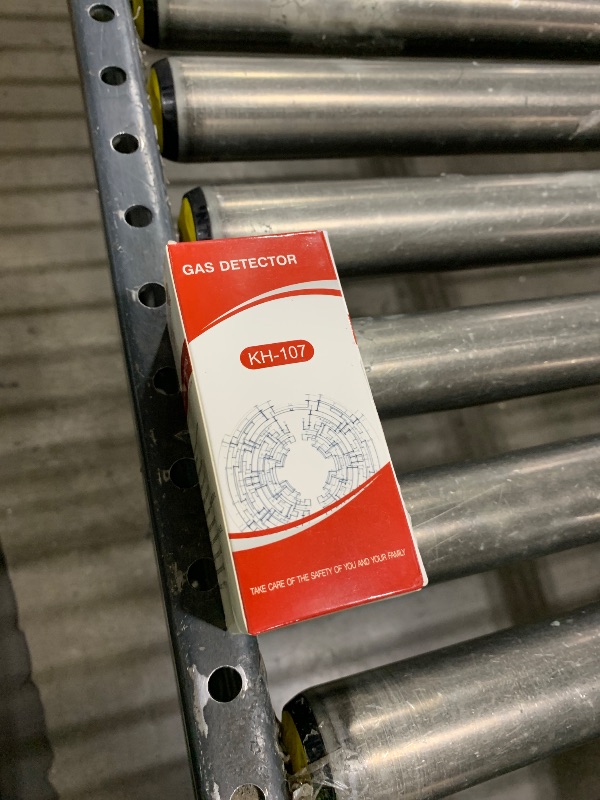 GAS DETECTOR
KH-107
TAKE CARE OF THE SAFETY OF YOU AND YOUR FAMILY